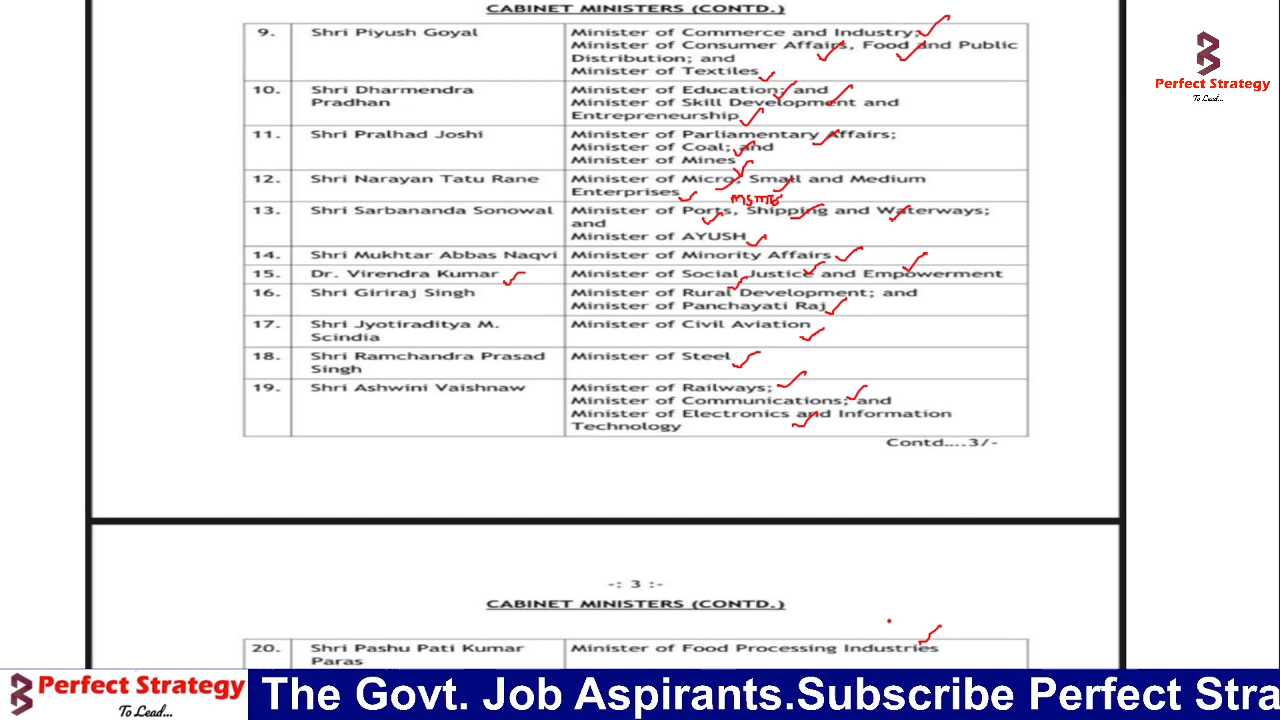 CABINET MINISTERS (CONTD.)
9. Shri Piyush Goyal Minister of Commerce and Industry;
Minister of Consumer Affairs, Food and Public
Distribution; and
Minister of Textiles
10. Shri Dharmendra Minister of Education; and
Pradhan Minister of Skill Development and
Entrepreneurship
11. Shri Pralhad Joshi Minister of Parliamentary Affairs;
Minister of Coal; and
Minister of Mines
12. Shri Narayan Tatu Rane Minister of Micro, Small and Medium
Enterprises
13. Shri Sarbananda Sonowal Minister of Ports, Shipping and Waterways;
and
Minister of AYUSH
14. Shri Mukhtar Abbas Naqvi Minister of Minority Affairs
15. Dr. Virendra Kumar Minister of Social Justice and Empowerment
16. Shri Giriraj Singh Minister of Rural Development; and
Minister of Panchayati Raj
17. Shri Jyotiraditya M. Minister of Civil Aviation
Scindia
18. Shri Ramchandra Prasad Minister of Steel
Singh
19. Shri Ashwini Vaishnaw Minister of Railways;
Minister of Communications; and
Minister of Electronics and Information
Technology
Contd....3/-
-: 3 :-
CABINET MINISTERS (CONTD.)
20. Shri Pashu Pati Kumar Minister of Food Processing Industries
Paras
Perfect Strategy
To Lead...
Perfect Strategy
To Lead...
The Govt. Job Aspirants.Subscribe Perfect Stra